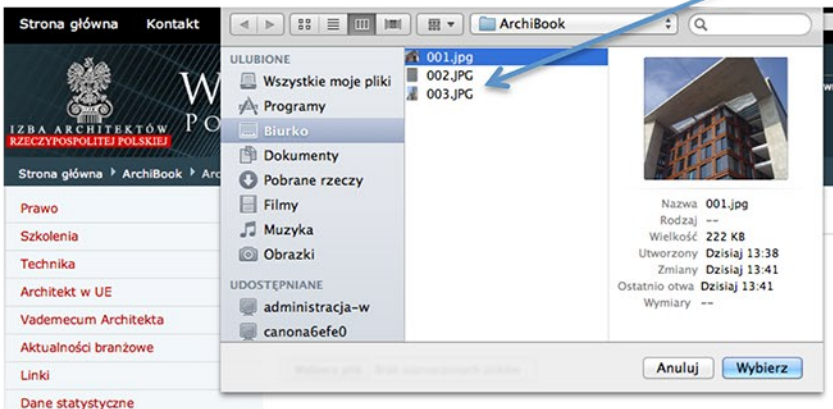 Strona główna Kontakt
ArchiBook
W
PO
IZBA ARCHITEKTÓW
RZECZYPOSPOLITEJ POLSKIEJ
Strona główna ArchiBook Arc
Prawo
Szkolenia
Technika
Architekt w UE
Vademecum Architekta
Aktualności branżowe
Linki
Dane statystyczne
ULUBIONE
Wszystkie moje pliki
Programy
Biurko
Dokumenty
Pobrane rzeczy
Filmy
Muzyka
Obrazki
UDOSTĘPNIANE
administracja-w
canona6efe0
001.jpg
002.JPG
003.JPG
Nazwa 001.jpg
Rodzaj --
Wielkość 222 KB
Utworzony Dzisiaj 13:38
Zmiany Dzisiaj 13:41
Ostatnio otwa Dzisiaj 13:41
Wymiary --
Anuluj Wybierz